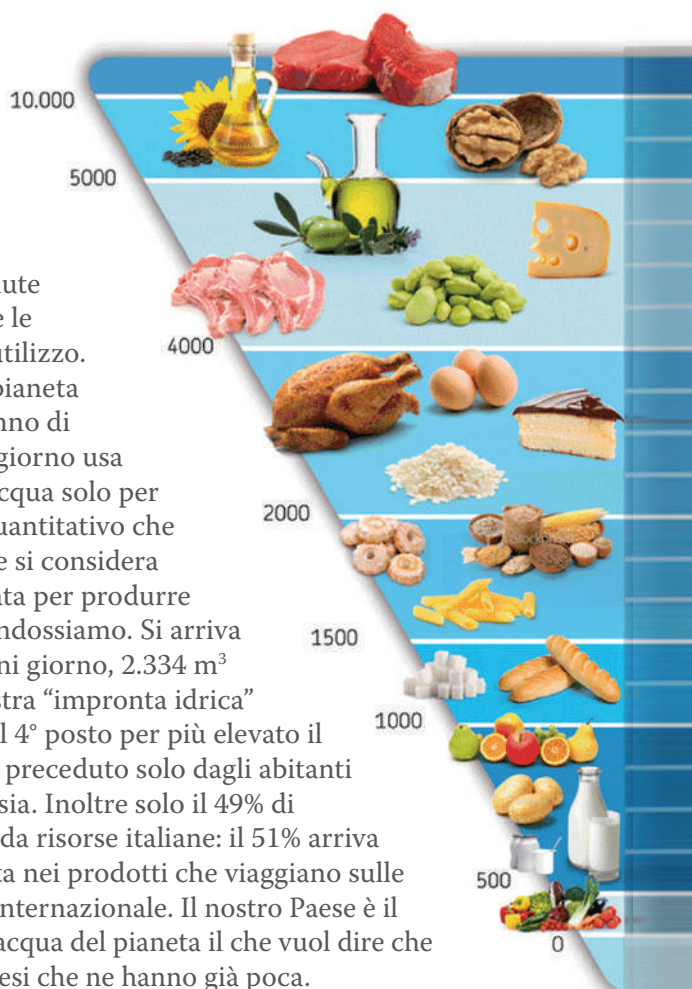 10.000
5000
lute
e le
utilizzo.
4000
pianeta
nno di
giorno usa
cqua solo per
2000
uantitativo che
e si considera
ta per produrre
ndossiamo. Si arriva
1500
ni giorno, 2.334 m³
stra “impronta idrica”
1000
l 4° posto per più elevato il
preceduto solo dagli abitanti
sia. Inoltre solo il 49% di
da risorse italiane: il 51% arriva
ta nei prodotti che viaggiano sulle
500
nternazionale. Il nostro Paese è il
0
acqua del pianeta il che vuol dire che
esi che ne hanno già poca.